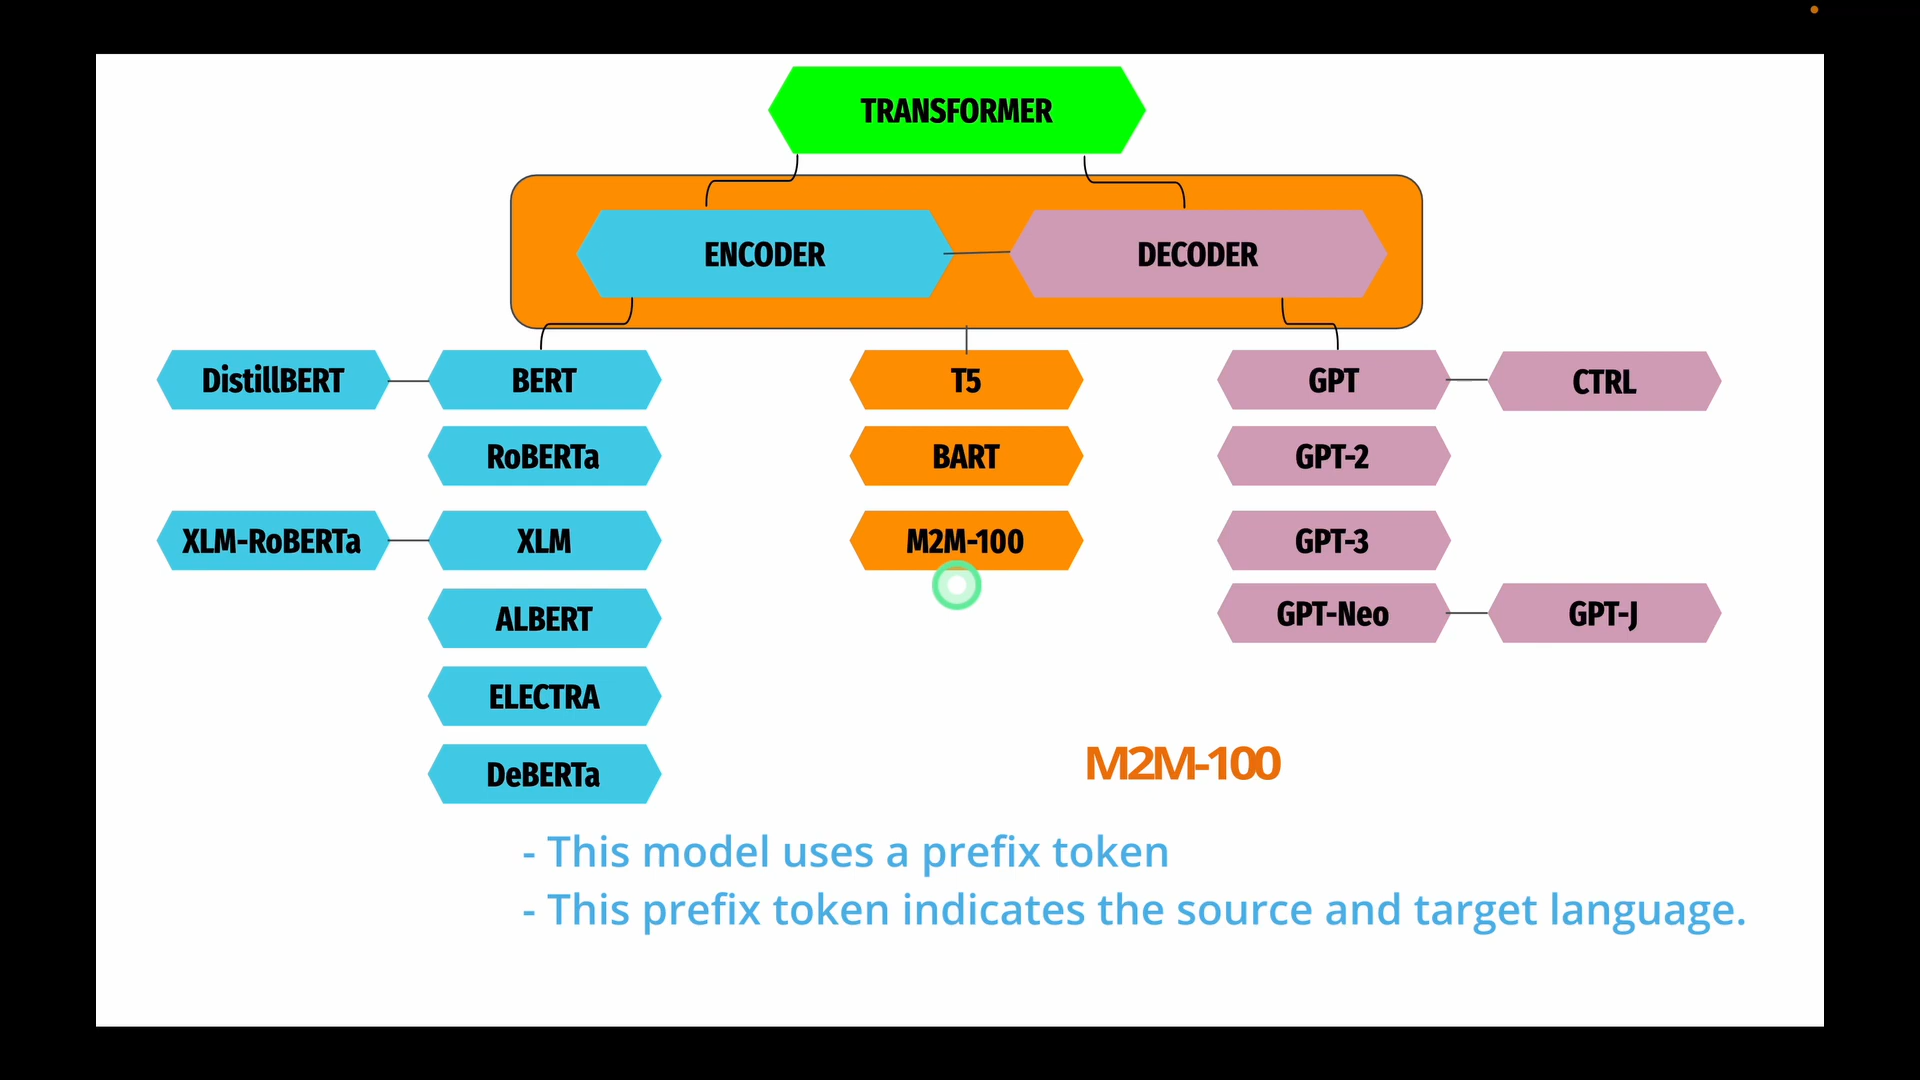 TRANSFORMER
ENCODER
DECODER
DistillBERT
BERT
T5
GPT
CTRL
RoBERTa
BART
GPT-2
XLM-RoBERTa
XLM
M2M-100
GPT-3
ALBERT
GPT-Neo
GPT-J
ELECTRA
DeBERTa
M2M-100
- This model uses a prefix token
- This prefix token indicates the source and target language.